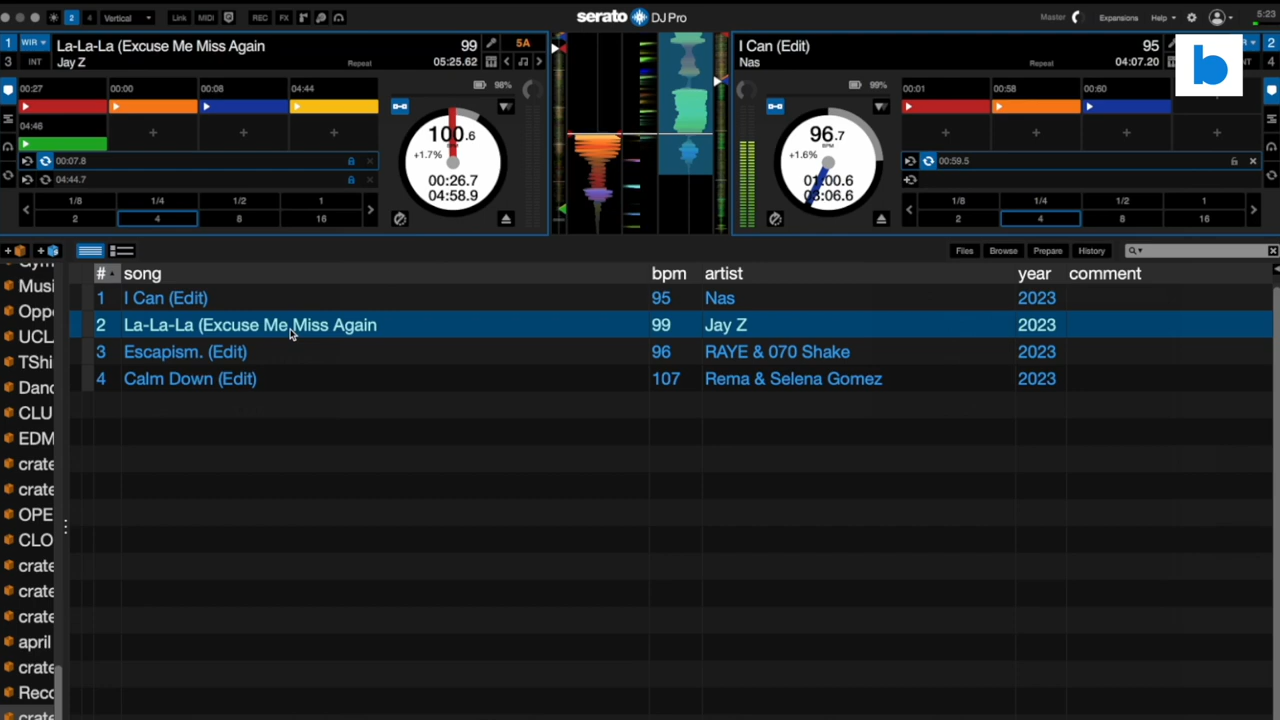 2 4 Vertical Link MIDI REC FX serato DJ Pro Master Expansions Help 5:23
1 WIR La-La-La (Excuse Me Miss Again 99 5A
3 INT Jay Z Repeat 05:25.62
00:27 00:00 00:08 04:44 98%
04:46
00:07.8
04:44.7
1/8 1/4 1/2 1
2 4 8 16
100.6
BPM
+1.7%
00:26.7
04:58.9
I Can (Edit) 95 2
Nas Repeat 04:07.20 4
b
99% 00:01 00:58 00:60
96.7
BPM
+1.6%
01:00.6
03:06.6
00:59.5
1/8 1/4 1/2 1
2 4 8 16
Files Browse Prepare History
# song bpm artist year comment
1 I Can (Edit) 95 Nas 2023
2 La-La-La (Excuse Me Miss Again 99 Jay Z 2023
3 Escapism. (Edit) 96 RAYE & 070 Shake 2023
4 Calm Down (Edit) 107 Rema & Selena Gomez 2023
Musi
Oppo
UCL
TShi
Danc
CLU
EDM
crate
crate
OPE
CLO
crate
crate
crate
april
crate
Reco
crate